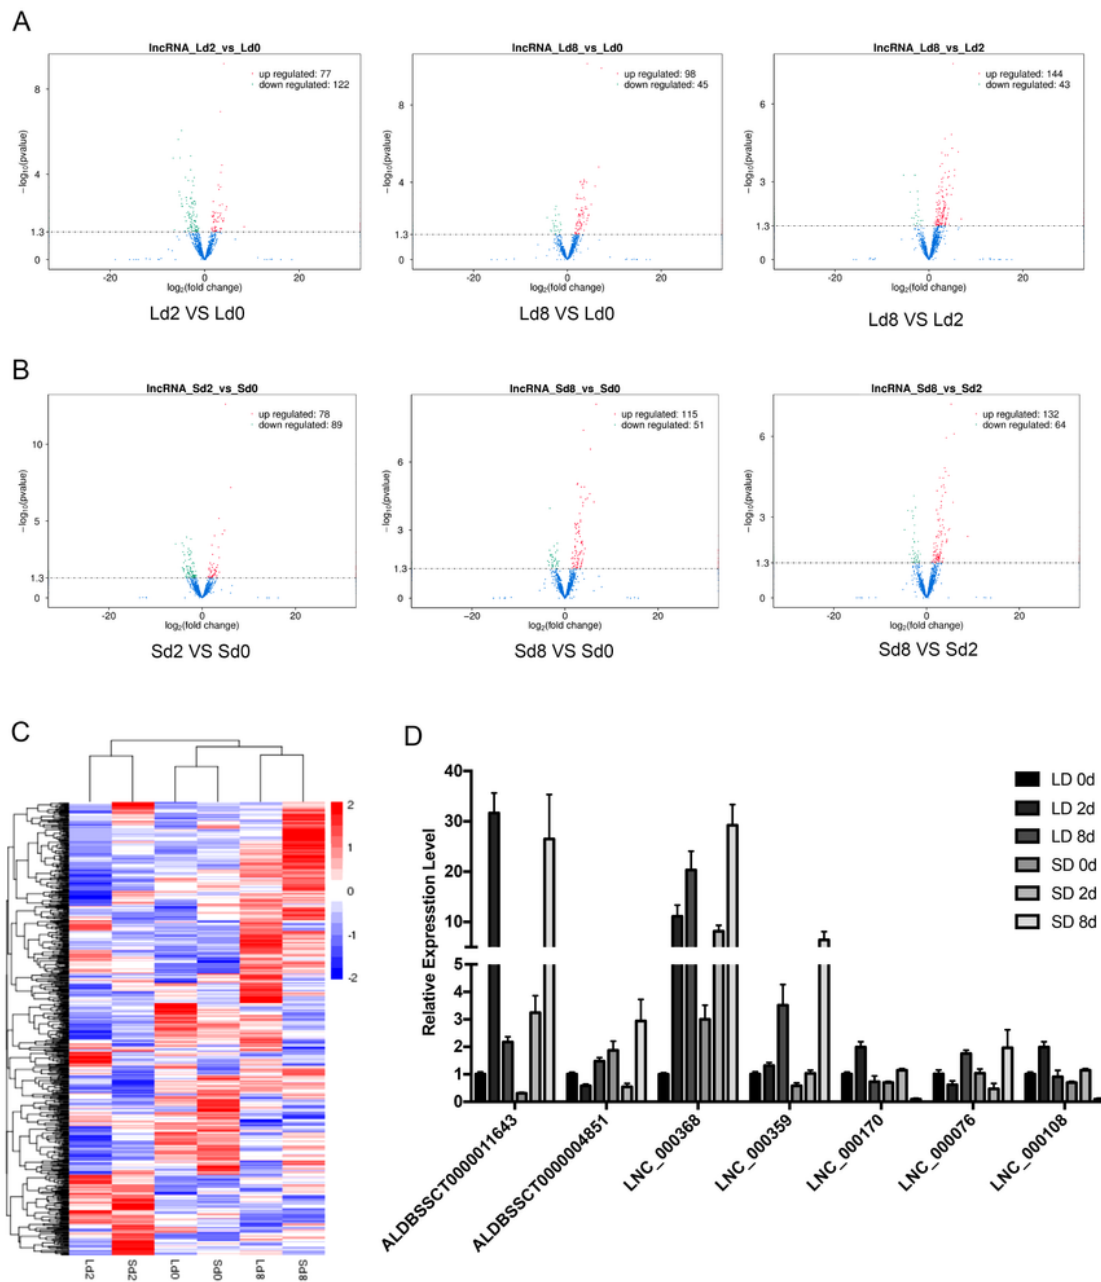 A
lncRNA_Ld2_vs_Ld0
up regulated: 77
down regulated: 122
8
4
1.3
0
−log10(pvalue)
-20 0 20
log2(fold change)
Ld2 VS Ld0
lncRNA_Ld8_vs_Ld0
up regulated: 98
down regulated: 45
8
4
1.3
0
−log10(pvalue)
-20 0 20
log2(fold change)
Ld8 VS Ld0
lncRNA_Ld8_vs_Ld2
up regulated: 144
down regulated: 43
6
3
1.3
0
−log10(pvalue)
-20 0 20
log2(fold change)
Ld8 VS Ld2
B
lncRNA_Sd2_vs_Sd0
up regulated: 78
down regulated: 89
10
5
1.3
0
−log10(pvalue)
-20 0 20
log2(fold change)
Sd2 VS Sd0
lncRNA_Sd8_vs_Sd0
up regulated: 115
down regulated: 51
6
3
1.3
0
−log10(pvalue)
-20 0 20
log2(fold change)
Sd8 VS Sd0
lncRNA_Sd8_vs_Sd2
up regulated: 132
down regulated: 64
6
3
1.3
0
−log10(pvalue)
-20 0 20
log2(fold change)
Sd8 VS Sd2
C
2
1
0
-1
-2
Ld2 Sd2 Ld0 Sd0 Ld8 Sd8
D
Relative Expresstion Level
40
30
20
10
5
4
3
2
1
0
LD 0d
LD 2d
LD 8d
SD 0d
SD 2d
SD 8d
ALDBSSCT0000011643
ALDBSSCT0000004851
LNC_000368
LNC_000359
LNC_000170
LNC_000076
LNC_000108